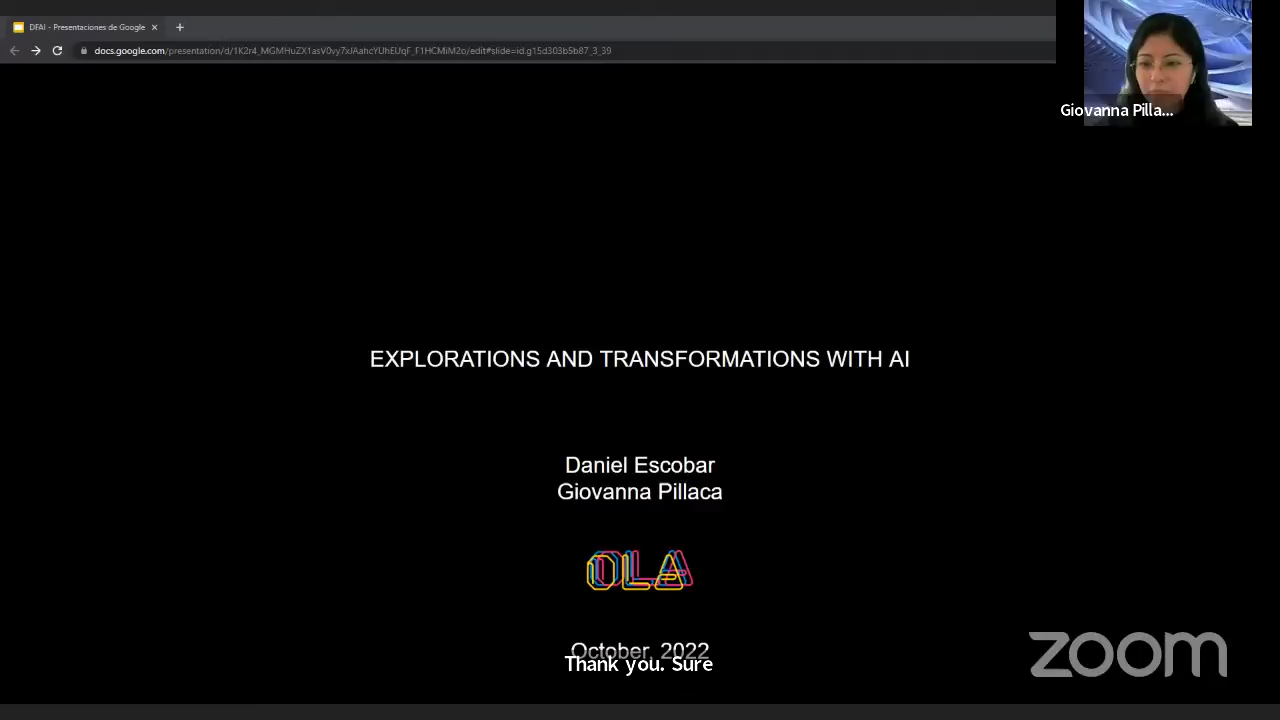 DFAI - Presentaciones de Google
docs.google.com/presentation/d/1K2r4_MGMHuZX1asV0vy7xJAahcYUhEUqF_F1HCMiM2o/edit#slide=id.g15d303b5b87_3_39
Giovanna Pilla...
EXPLORATIONS AND TRANSFORMATIONS WITH AI
Daniel Escobar
Giovanna Pillaca
OLA
October, 2022
Thank you. Sure
zoom